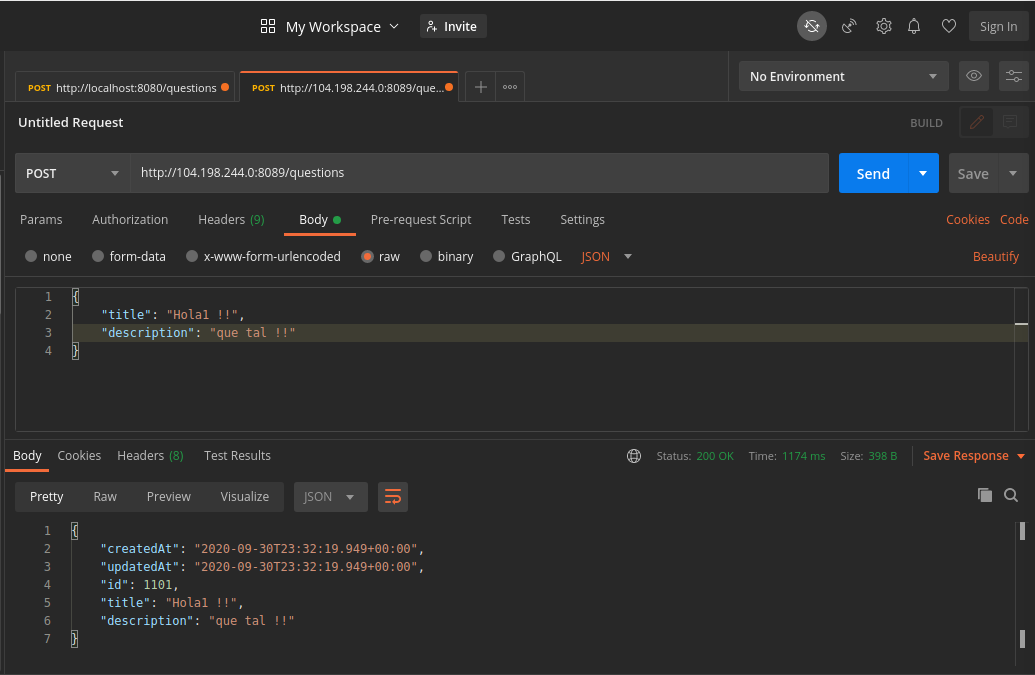 My Workspace Invite Sign In
POST http://localhost:8080/questions POST http://104.198.244.0:8089/que... No Environment
Untitled Request BUILD
POST http://104.198.244.0:8089/questions Send Save
Params Authorization Headers (9) Body Pre-request Script Tests Settings Cookies Code
none form-data x-www-form-urlencoded raw binary GraphQL JSON Beautify
1 {
2 "title": "Hola1 !!",
3 "description": "que tal !!"
4 }
Body Cookies Headers (8) Test Results Status: 200 OK Time: 1174 ms Size: 398 B Save Response
Pretty Raw Preview Visualize JSON
1 {
2 "createdAt": "2020-09-30T23:32:19.949+00:00",
3 "updatedAt": "2020-09-30T23:32:19.949+00:00",
4 "id": 1101,
5 "title": "Hola1 !!",
6 "description": "que tal !!"
7 }